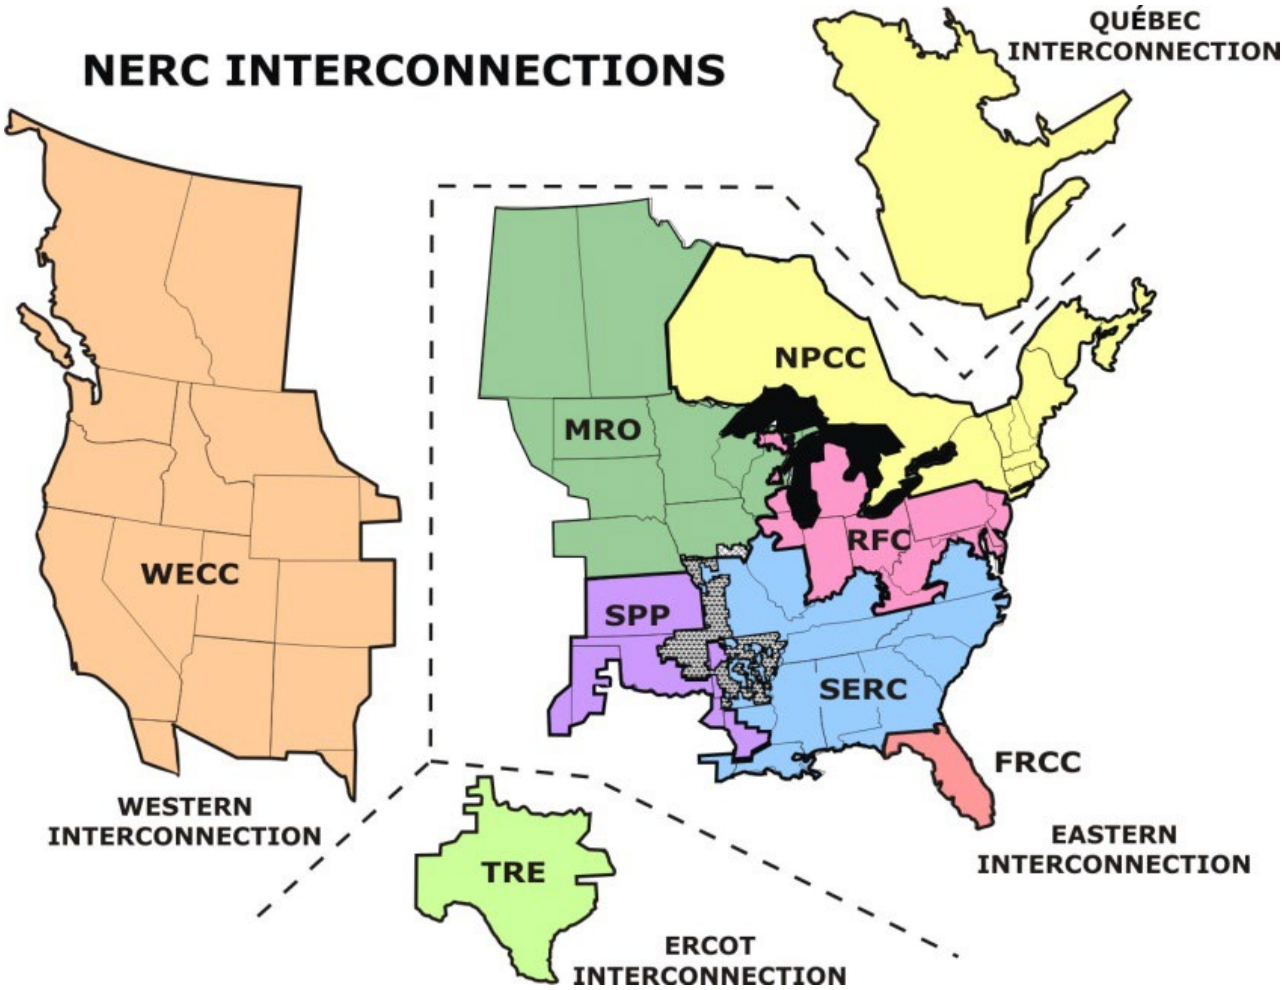 QUÉBEC
INTERCONNECTION
NERC INTERCONNECTIONS
NPCC
MRO
RFC
WECC
SPP
SERC
FRCC
WESTERN
INTERCONNECTION
EASTERN
INTERCONNECTION
TRE
ERCOT
INTERCONNECTION